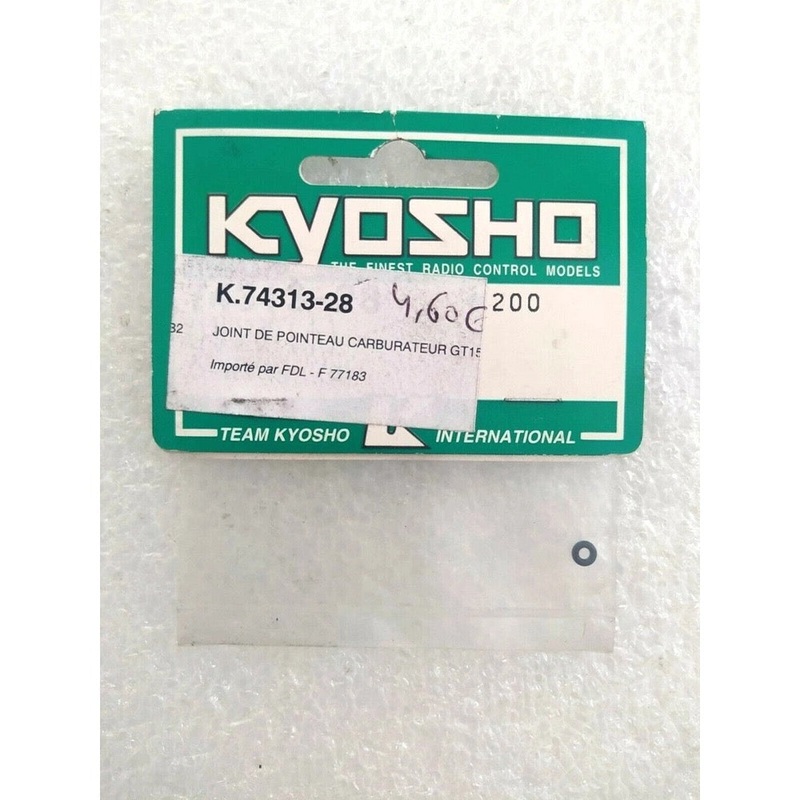 KYOSHO
THE FINEST RADIO CONTROL MODELS
K.74313-28 4,60€ 200
32 JOINT DE POINTEAU CARBURATEUR GT15
Importé par FDL - F 77183
TEAM KYOSHO INTERNATIONAL